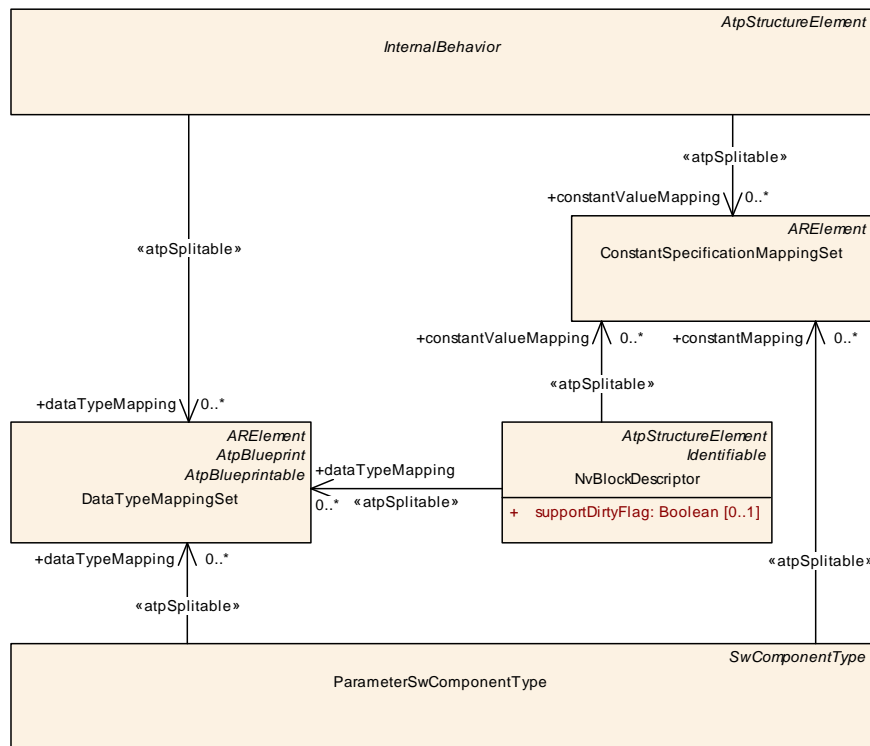 AtpStructureElement
InternalBehavior
«atpSplitable»
+constantValueMapping 0..*
«atpSplitable»
ARElement
ConstantSpecificationMappingSet
+constantValueMapping 0..* +constantMapping 0..*
«atpSplitable»
+dataTypeMapping 0..*
ARElement
AtpBlueprint
AtpBlueprintable
DataTypeMappingSet
AtpStructureElement
Identifiable
NvBlockDescriptor
+ supportDirtyFlag: Boolean [0..1]
+dataTypeMapping
0..* «atpSplitable»
+dataTypeMapping 0..*
«atpSplitable»
«atpSplitable»
SwComponentType
ParameterSwComponentType